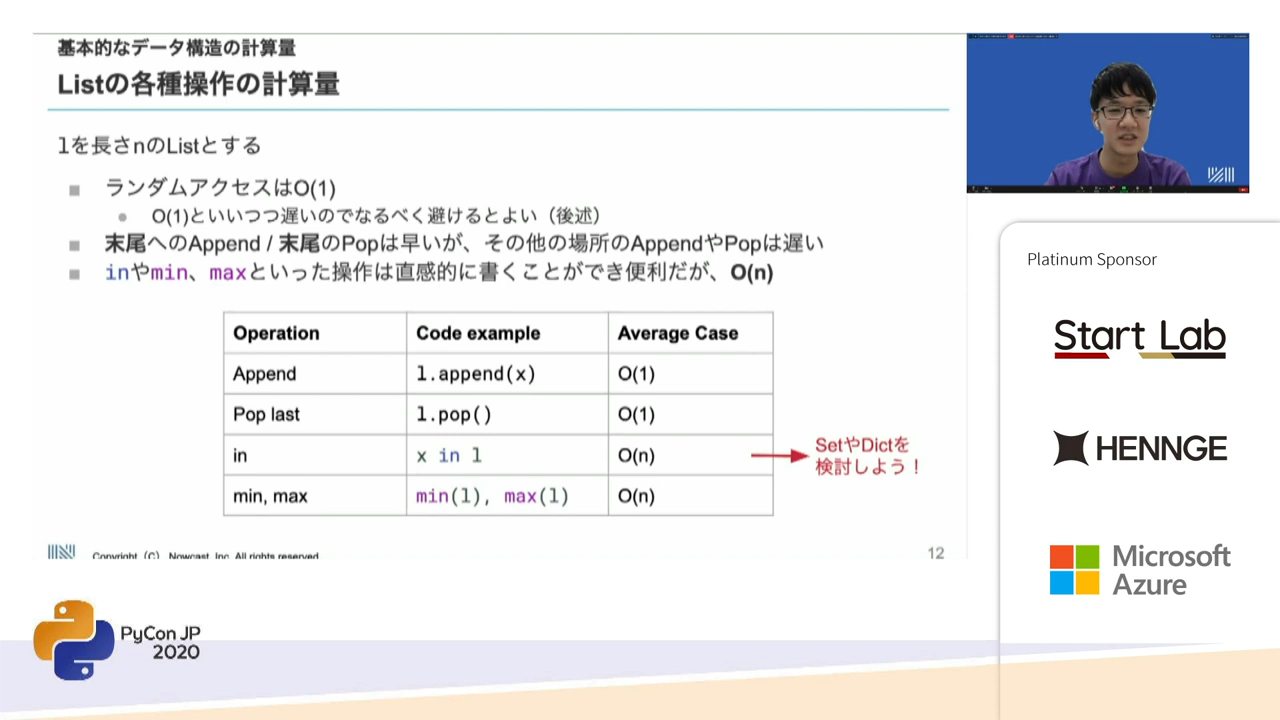 基本的なデータ構造の計算量
Listの各種操作の計算量
lを長さnのListとする
ランダムアクセスはO(1)
O(1)といいつつ遅いのでなるべく避けるとよい（後述）
末尾へのAppend / 末尾のPopは早いが、その他の場所のAppendやPopは遅い
inやmin、maxといった操作は直感的に書くことができ便利だが、O(n)
Operation Code example Average Case
Append l.append(x) O(1)
Pop last l.pop() O(1)
in x in l O(n)
min, max min(l), max(l) O(n)
SetやDictを
検討しよう！
Copyright（C） Nowcast, Inc. All rights reserved.
12
Platinum Sponsor
Start Lab
HENNGE
Microsoft
Azure
PyCon JP
2020